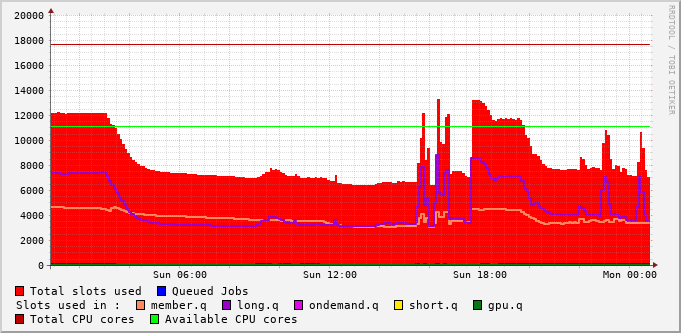 20000
18000
16000
14000
12000
10000
8000
6000
4000
2000
0
Sun 06:00 Sun 12:00 Sun 18:00 Mon 00:00
RRDTOOL / TOBI OETIKER
Total slots used Queued Jobs
Slots used in : member.q long.q ondemand.q short.q gpu.q
Total CPU cores Available CPU cores